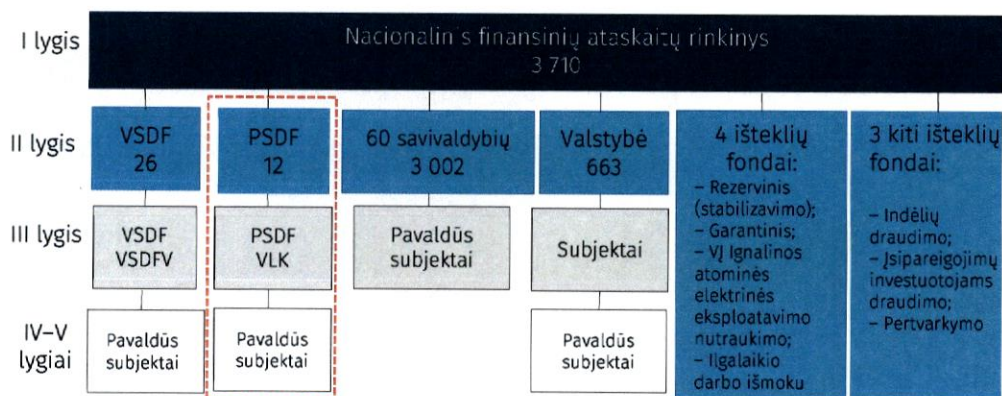 I lygis
Nacionalin s finansinių ataskaitų rinkinys
3 710
II lygis
VSDF
26
PSDF
12
60 savivaldybių
3 002
Valstybė
663
4 išteklių
fondai:
– Rezervinis
(stabilizavimo);
– Garantinis;
– VĮ Ignalinos
atominės
elektrinės
eksploatavimo
nutraukimo;
– Ilgalaikio
darbo išmoku
3 kiti išteklių
fondai:
– Indėlių
draudimo;
– Įsipareigojimų
investuotojams
draudimo;
– Pertvarkymo
III lygis
VSDF
VSDFV
PSDF
VLK
Pavaldūs
subjektai
Subjektai
IV–V
lygiai
Pavaldūs
subjektai
Pavaldūs
subjektai
Pavaldūs
subjektai